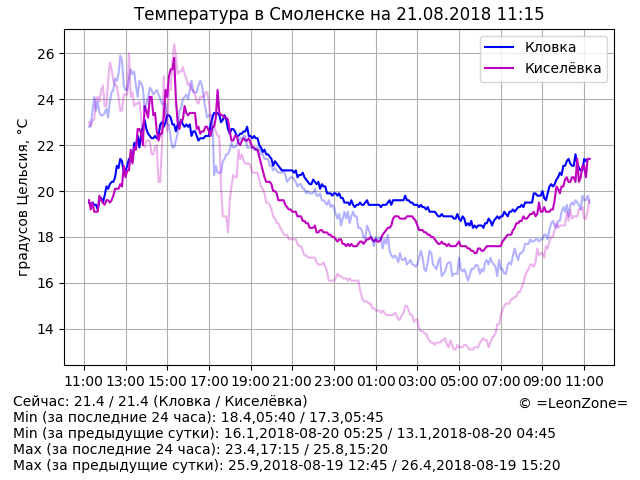 Температура в Смоленске на 21.08.2018 11:15
Кловка
Киселёвка
градусов Цельсия, °C
26
24
22
20
18
16
14
11:00 13:00 15:00 17:00 19:00 21:00 23:00 01:00 03:00 05:00 07:00 09:00 11:00
© =LeonZone=
Сейчас: 21.4 / 21.4 (Кловка / Киселёвка)
Min (за последние 24 часа): 18.4,05:40 / 17.3,05:45
Min (за предыдущие сутки): 16.1,2018-08-20 05:25 / 13.1,2018-08-20 04:45
Max (за последние 24 часа): 23.4,17:15 / 25.8,15:20
Max (за предыдущие сутки): 25.9,2018-08-19 12:45 / 26.4,2018-08-19 15:20